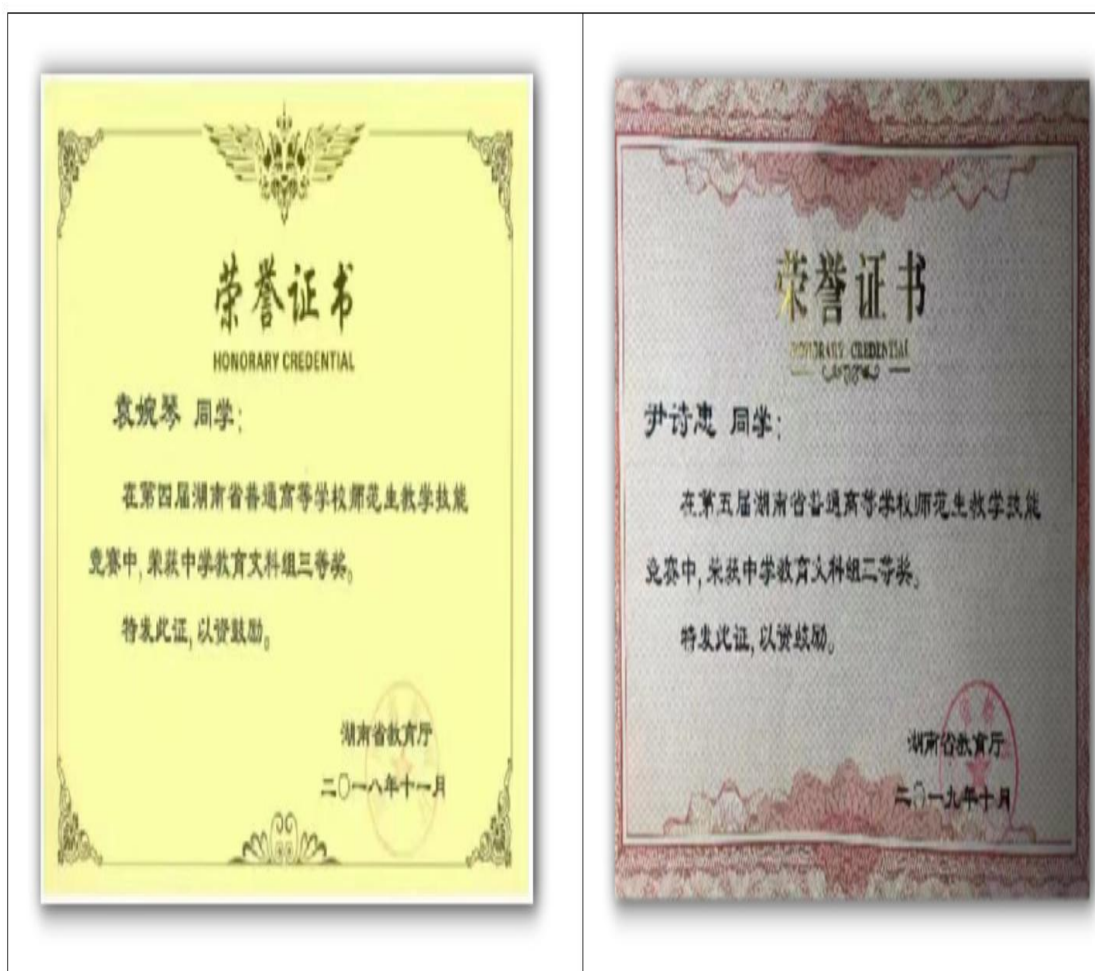 荣誉证书
HONORARY CREDENTIAL
袁婉琴 同学:
在第四届湖南省普通高等学校师范生教学技能
竞赛中,荣获中学教育文科组三等奖。
特发此证,以资鼓励。
湖南省教育厅
二〇一八年十一月
荣誉证书
HONORARY CREDENTIAL
尹诗惠 同学:
在第五届湖南省普通高等学校师范生教学技能
竞赛中,荣获中学教育文科组二等奖。
特发此证,以资鼓励。
湖南省教育厅
二〇一九年十月